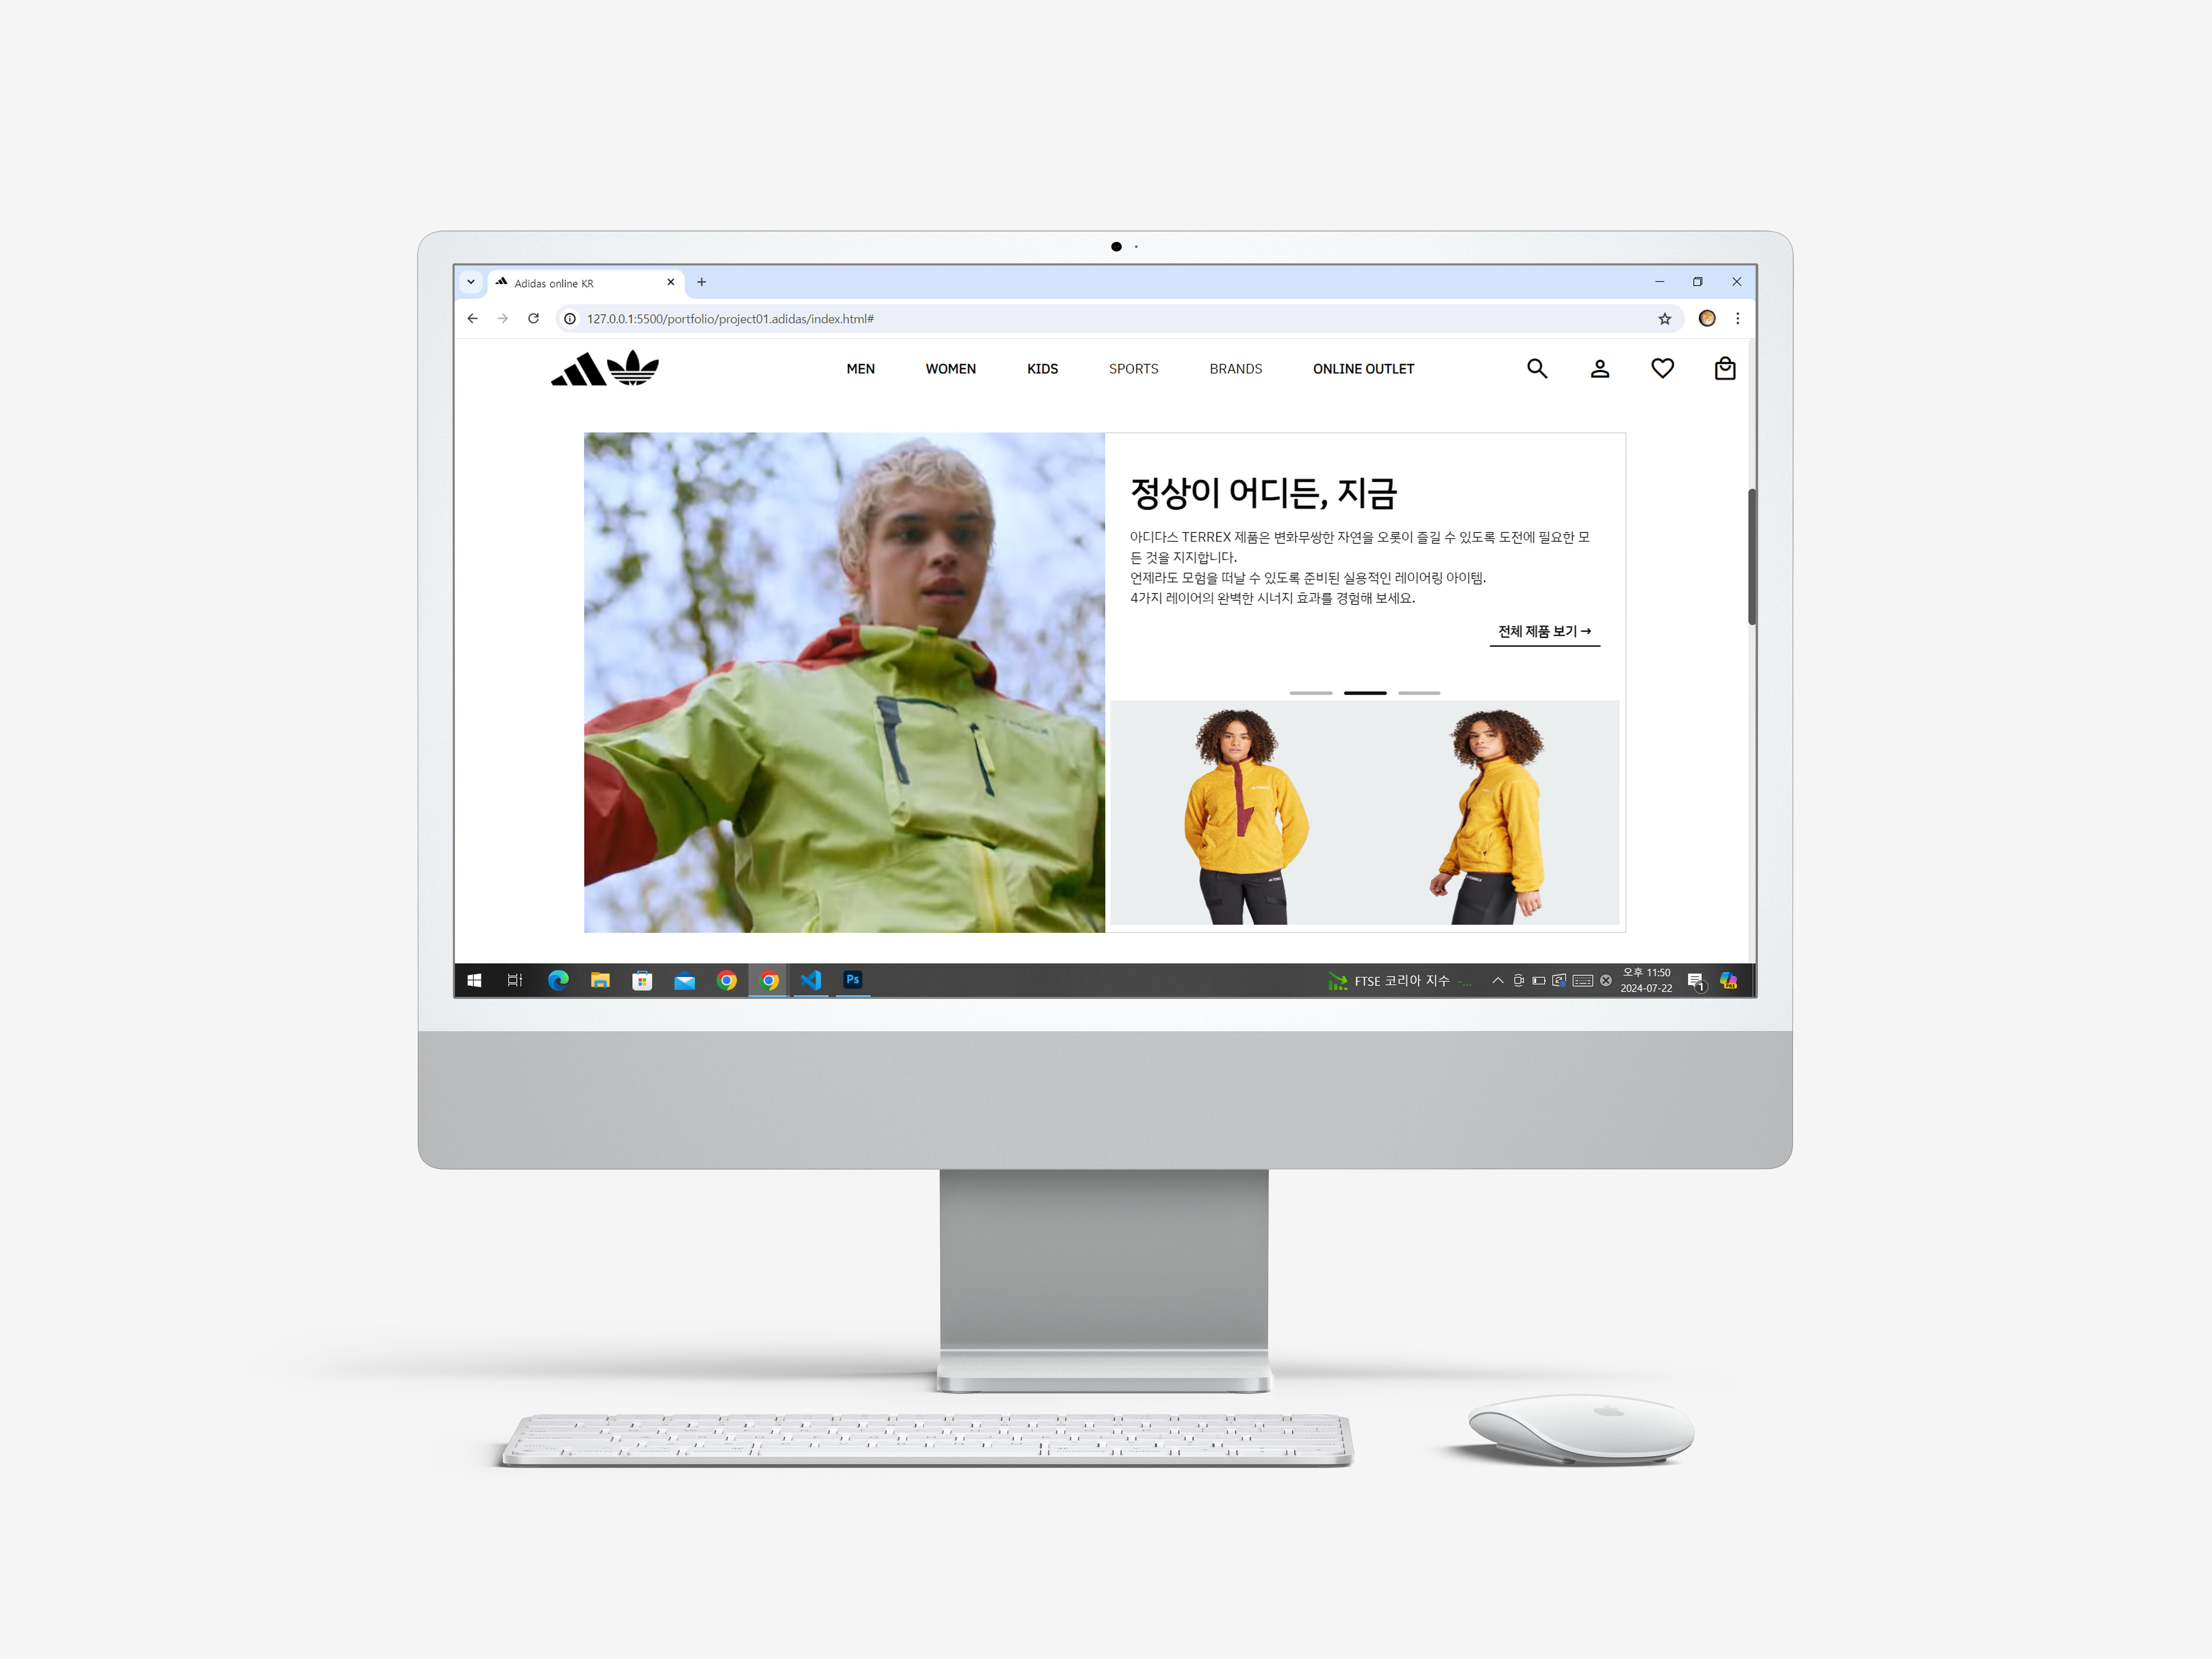 Adidas online KR
127.0.0.1:5500/portfolio/project01.adidas/index.html#
MEN WOMEN KIDS SPORTS BRANDS ONLINE OUTLET
정상이 어디든, 지금
아디다스 TERREX 제품은 변화무쌍한 자연을 오롯이 즐길 수 있도록 도전에 필요한 모
든 것을 지지합니다.
언제라도 모험을 떠날 수 있도록 준비된 실용적인 레이어링 아이템.
4가지 레이어의 완벽한 시너지 효과를 경험해 보세요.
전체 제품 보기 →
Ps
FTSE 코리아 지수 -...
오후 11:50
2024-07-22
1
PRE